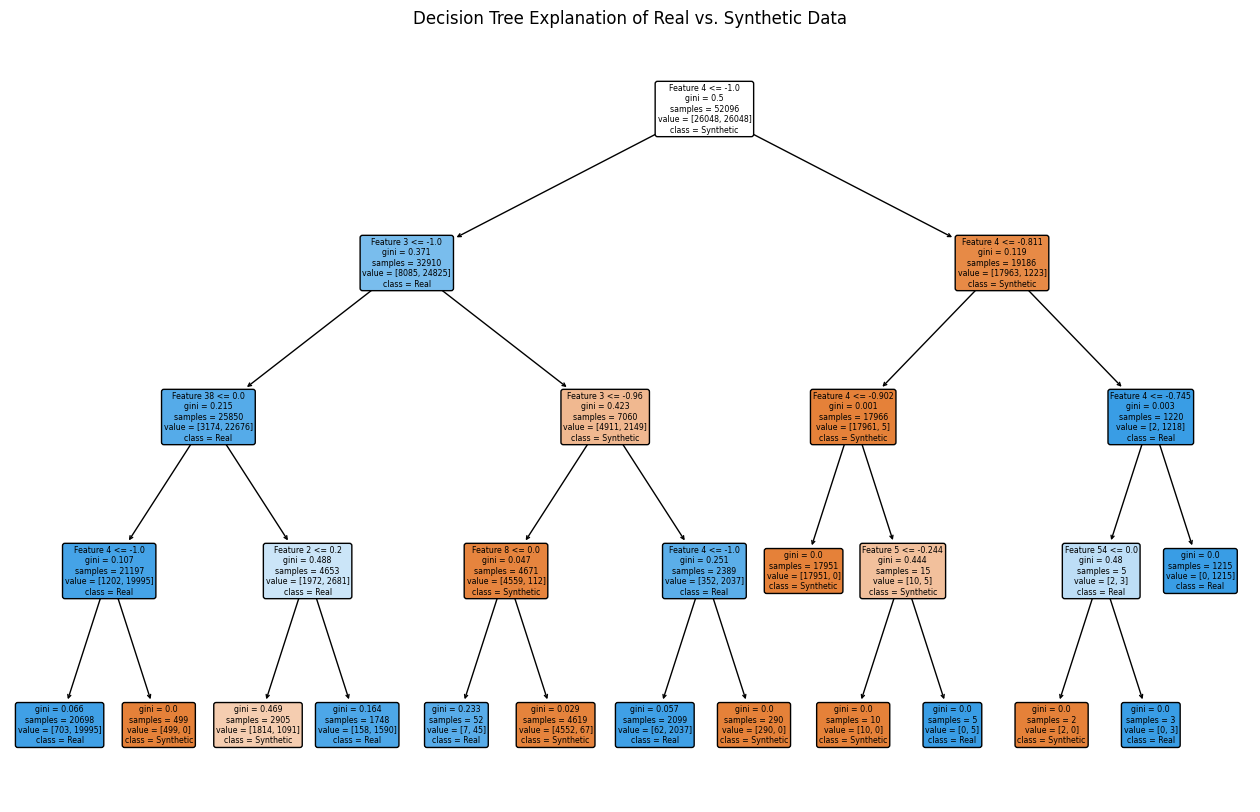 Decision Tree Explanation of Real vs. Synthetic Data
Feature 4 <= -1.0
gini = 0.5
samples = 52096
value = [26048, 26048]
class = Synthetic
Feature 3 <= -1.0
gini = 0.371
samples = 32910
value = [8085, 24825]
class = Real
Feature 4 <= -0.811
gini = 0.119
samples = 19186
value = [17963, 1223]
class = Synthetic
Feature 38 <= 0.0
gini = 0.215
samples = 25850
value = [3174, 22676]
class = Real
Feature 3 <= -0.96
gini = 0.423
samples = 7060
value = [4911, 2149]
class = Synthetic
Feature 4 <= -0.902
gini = 0.001
samples = 17966
value = [17961, 5]
class = Synthetic
Feature 4 <= -0.745
gini = 0.003
samples = 1220
value = [2, 1218]
class = Real
Feature 4 <= -1.0
gini = 0.107
samples = 21197
value = [1202, 19995]
class = Real
Feature 2 <= 0.2
gini = 0.488
samples = 4653
value = [1972, 2681]
class = Real
Feature 8 <= 0.0
gini = 0.047
samples = 4671
value = [4559, 112]
class = Synthetic
Feature 4 <= -1.0
gini = 0.251
samples = 2389
value = [352, 2037]
class = Real
gini = 0.0
samples = 17951
value = [17951, 0]
class = Synthetic
Feature 5 <= -0.244
gini = 0.444
samples = 15
value = [10, 5]
class = Synthetic
Feature 54 <= 0.0
gini = 0.48
samples = 5
value = [2, 3]
class = Real
gini = 0.0
samples = 1215
value = [0, 1215]
class = Real
gini = 0.066
samples = 20698
value = [703, 19995]
class = Real
gini = 0.0
samples = 499
value = [499, 0]
class = Synthetic
gini = 0.469
samples = 2905
value = [1814, 1091]
class = Synthetic
gini = 0.164
samples = 1748
value = [158, 1590]
class = Real
gini = 0.233
samples = 52
value = [7, 45]
class = Real
gini = 0.029
samples = 4619
value = [4552, 67]
class = Synthetic
gini = 0.057
samples = 2099
value = [62, 2037]
class = Real
gini = 0.0
samples = 290
value = [290, 0]
class = Synthetic
gini = 0.0
samples = 10
value = [10, 0]
class = Synthetic
gini = 0.0
samples = 5
value = [0, 5]
class = Real
gini = 0.0
samples = 2
value = [2, 0]
class = Synthetic
gini = 0.0
samples = 3
value = [0, 3]
class = Real